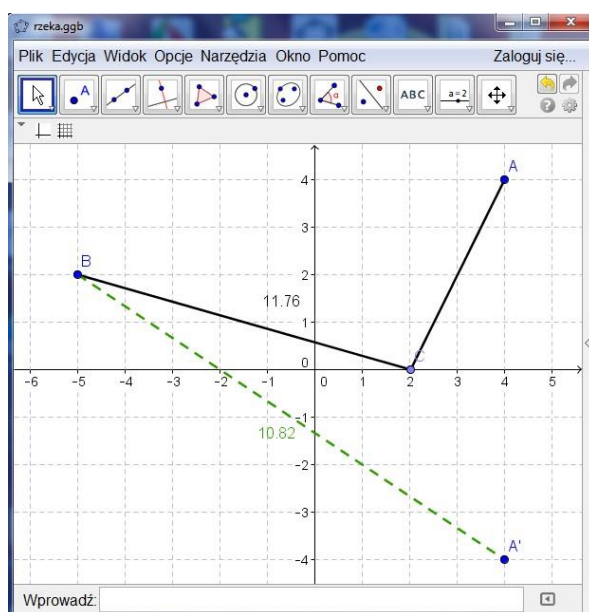 rzeka.ggb
Plik Edycja Widok Opcje Narzędzia Okno Pomoc Zaloguj się...
A ABC a=2
4 A
3
B 2
11.76
1
0 C
-6 -5 -4 -3 -2 -1 0 1 2 3 4 5
-1
10.82
-2
-3
-4 A'
Wprowadź: